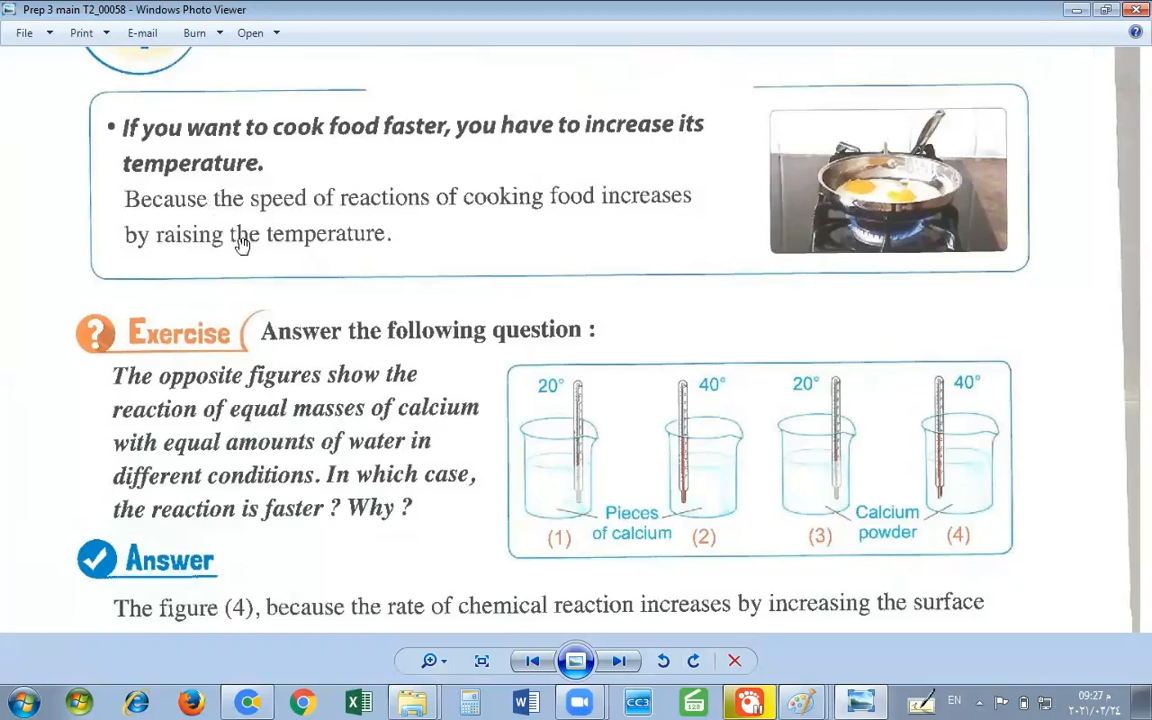 Prep 3 main T2_00058 - Windows Photo Viewer
File Print E-mail Burn Open
• If you want to cook food faster, you have to increase its
temperature.
Because the speed of reactions of cooking food increases
by raising the temperature.
? Exercise Answer the following question :
The opposite figures show the
reaction of equal masses of calcium
with equal amounts of water in
different conditions. In which case,
the reaction is faster ? Why ?
20° 40° 20° 40°
Pieces
of calcium
Calcium
powder
(1) (2) (3) (4)
Answer
The figure (4), because the rate of chemical reaction increases by increasing the surface
CC3
123
EN
09:27 م
٢٠٢١/٠٣/٢٤